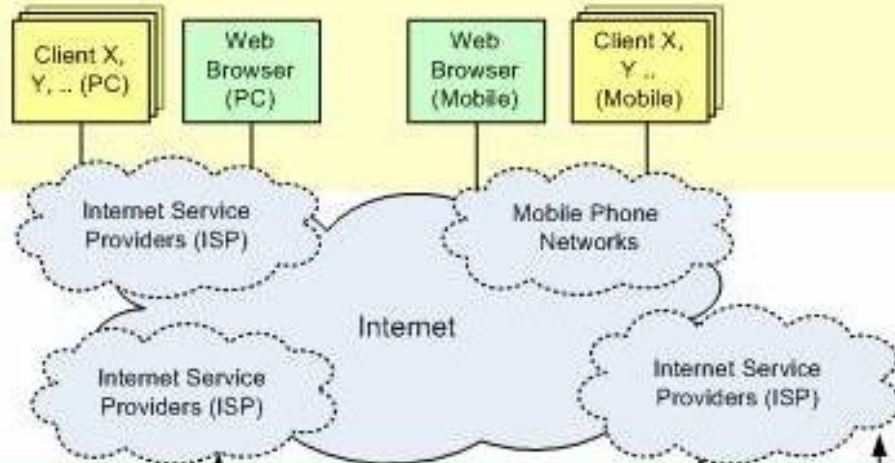 Client X,
Y, .. (PC)
Web
Browser
(PC)
Web
Browser
(Mobile)
Client X,
Y ..
(Mobile)
Internet Service
Providers (ISP)
Mobile Phone
Networks
Internet
Internet Service
Providers (ISP)
Internet Service
Providers (ISP)